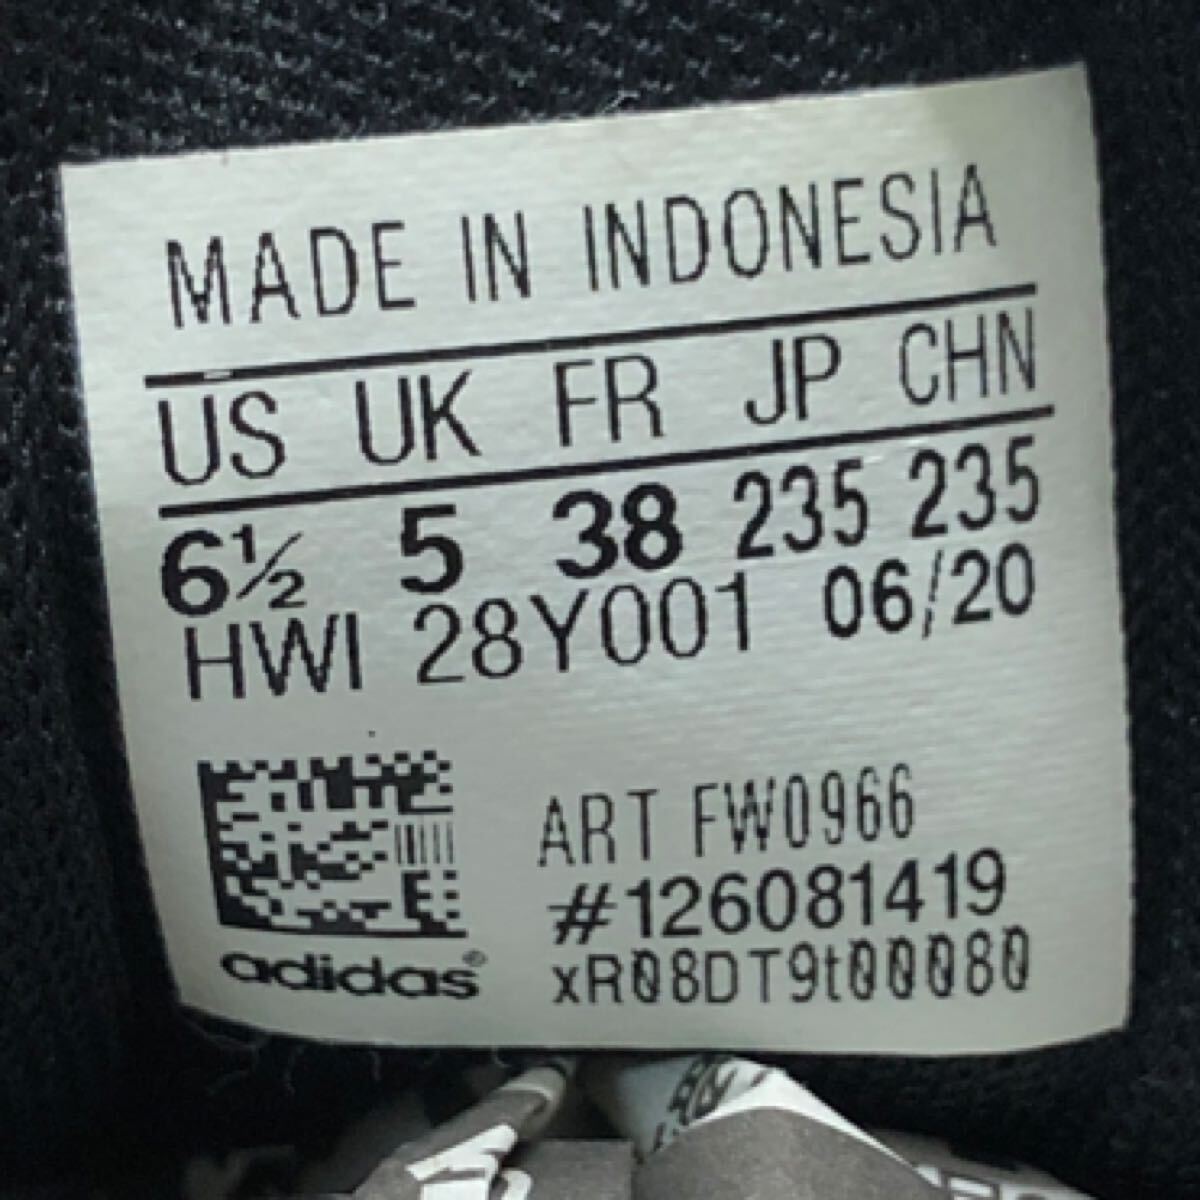 MADE IN INDONESIA
US UK FR JP CHN
6½ 5 38 235 235
HWI 28Y001 06/20
ART FW0966
#126081419
xR08DT9t00080
adidas®